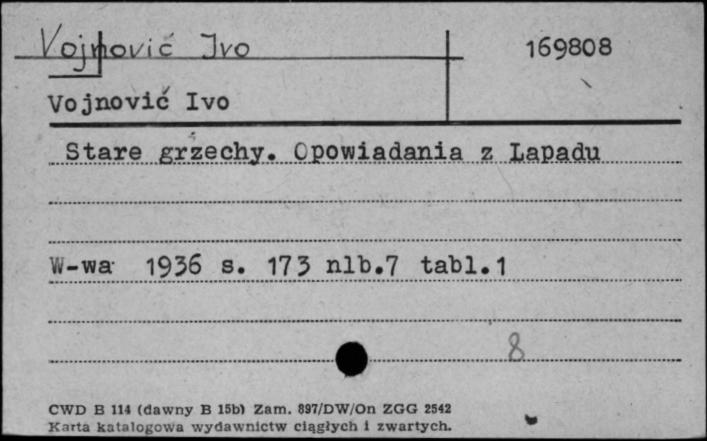 Vojnović Ivo
169808
Vojnović Ivo
Stare grzechy. Opowiadania z Lapadu
W-wa 1936 s. 173 nlb.7 tabl.1
8
CWD B 114 (dawny B 15b) Zam. 897/DW/On ZGG 2542
Karta katalogowa wydawnictw ciągłych i zwartych.